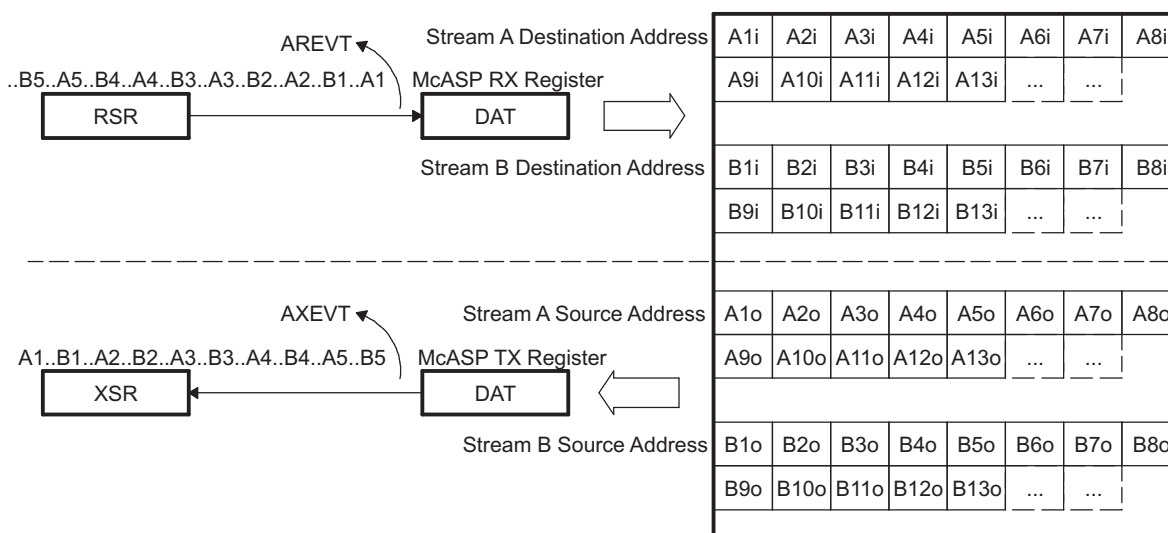 Stream A Destination Address A1i A2i A3i A4i A5i A6i A7i A8i
AREVT
..B5..A5..B4..A4..B3..A3..B2..A2..B1..A1 McASP RX Register A9i A10i A11i A12i A13i ... ...
RSR DAT
Stream B Destination Address B1i B2i B3i B4i B5i B6i B7i B8i
B9i B10i B11i B12i B13i ... ...
Stream A Source Address A1o A2o A3o A4o A5o A6o A7o A8o
AXEVT
A1..B1..A2..B2..A3..B3..A4..B4..A5..B5 McASP TX Register A9o A10o A11o A12o A13o ... ...
XSR DAT
Stream B Source Address B1o B2o B3o B4o B5o B6o B7o B8o
B9o B10o B11o B12o B13o ... ...